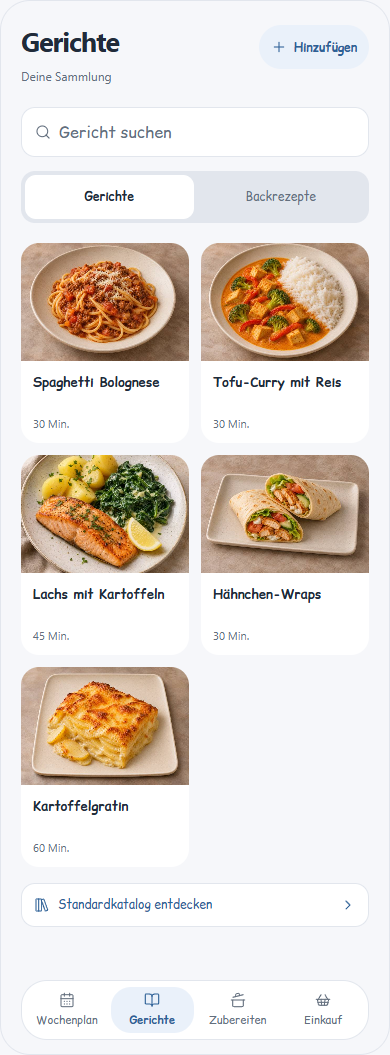 Gerichte
Hinzufügen
Deine Sammlung
Gericht suchen
Gerichte
Backrezepte
Spaghetti Bolognese
30 Min.
Tofu-Curry mit Reis
30 Min.
Lachs mit Kartoffeln
45 Min.
Hähnchen-Wraps
30 Min.
Kartoffelgratin
60 Min.
Standardkatalog entdecken
Wochenplan
Gerichte
Zubereiten
Einkauf